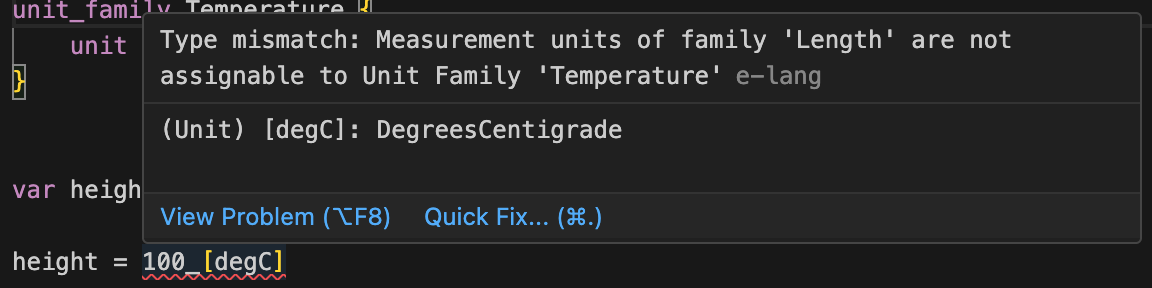 unit_family Temperature {
Type mismatch: Measurement units of family 'Length' are not
unit
assignable to Unit Family 'Temperature' e-lang
}
(Unit) [degC]: DegreesCentigrade
var heigh
View Problem (⌥F8) Quick Fix... (⌘.)
height = 100_[degC]